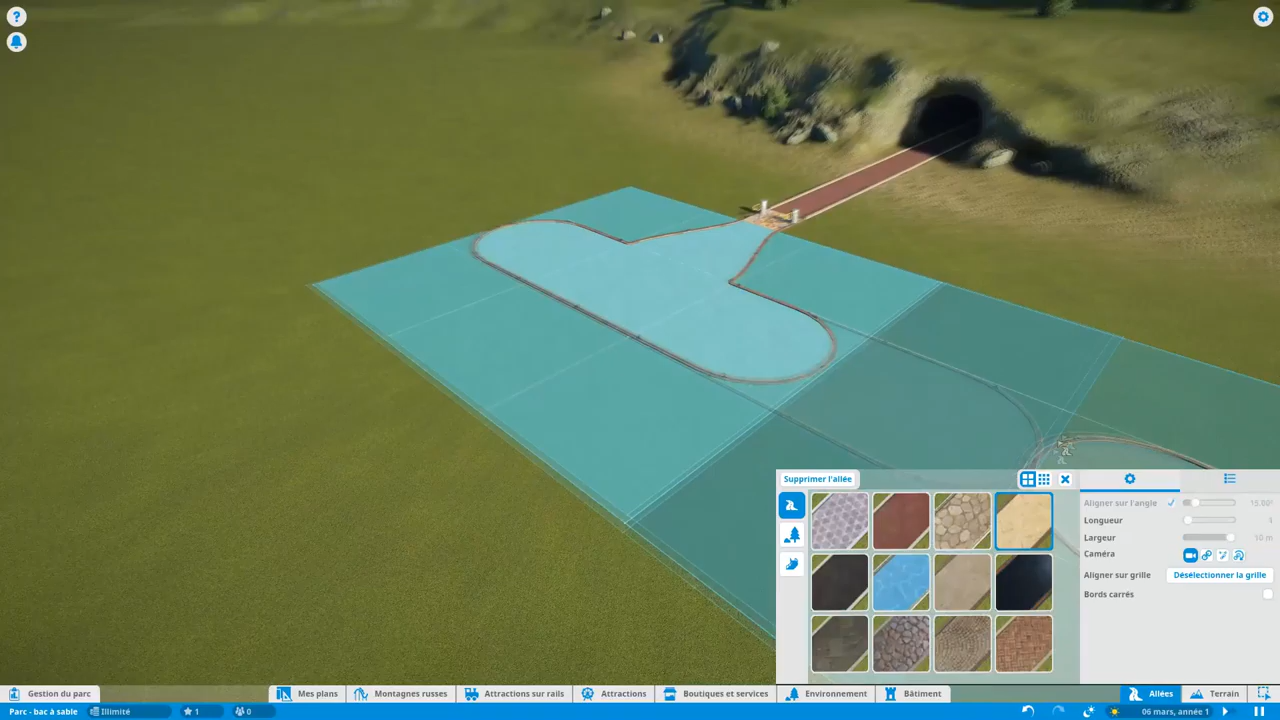 ?
Supprimer l'allée
Aligner sur l'angle 15.00°
Longueur 1
Largeur 10 m
Caméra
Aligner sur grille Désélectionner la grille
Bords carrés
Gestion du parc Mes plans Montagnes russes Attractions sur rails Attractions Boutiques et services Environnement Bâtiment Allées Terrain
Parc - bac à sable Illimité 1 0 06 mars, année 1